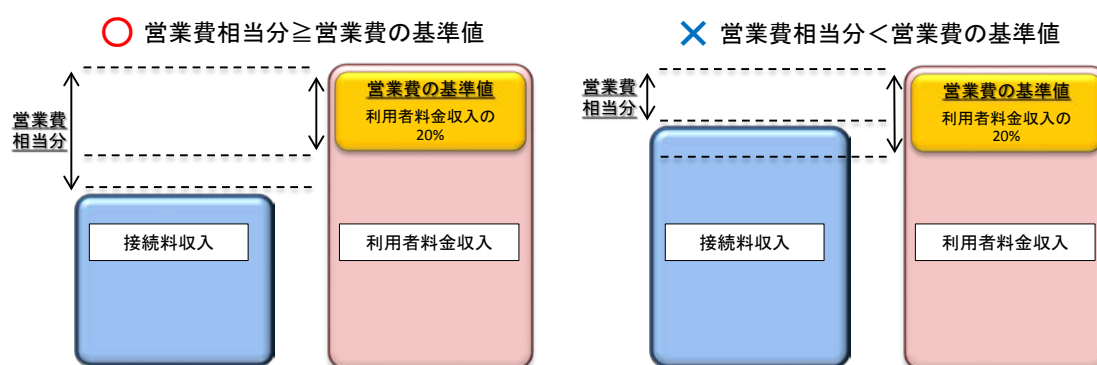 ○ 営業費相当分≧営業費の基準値
営業費
相当分
営業費の基準値
利用者料金収入の
20%
接続料収入
利用者料金収入
× 営業費相当分<営業費の基準値
営業費
相当分
営業費の基準値
利用者料金収入の
20%
接続料収入
利用者料金収入